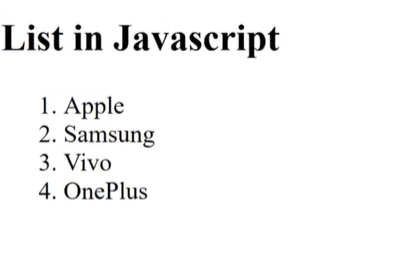 List in Javascript
1. Apple
2. Samsung
3. Vivo
4. OnePlus